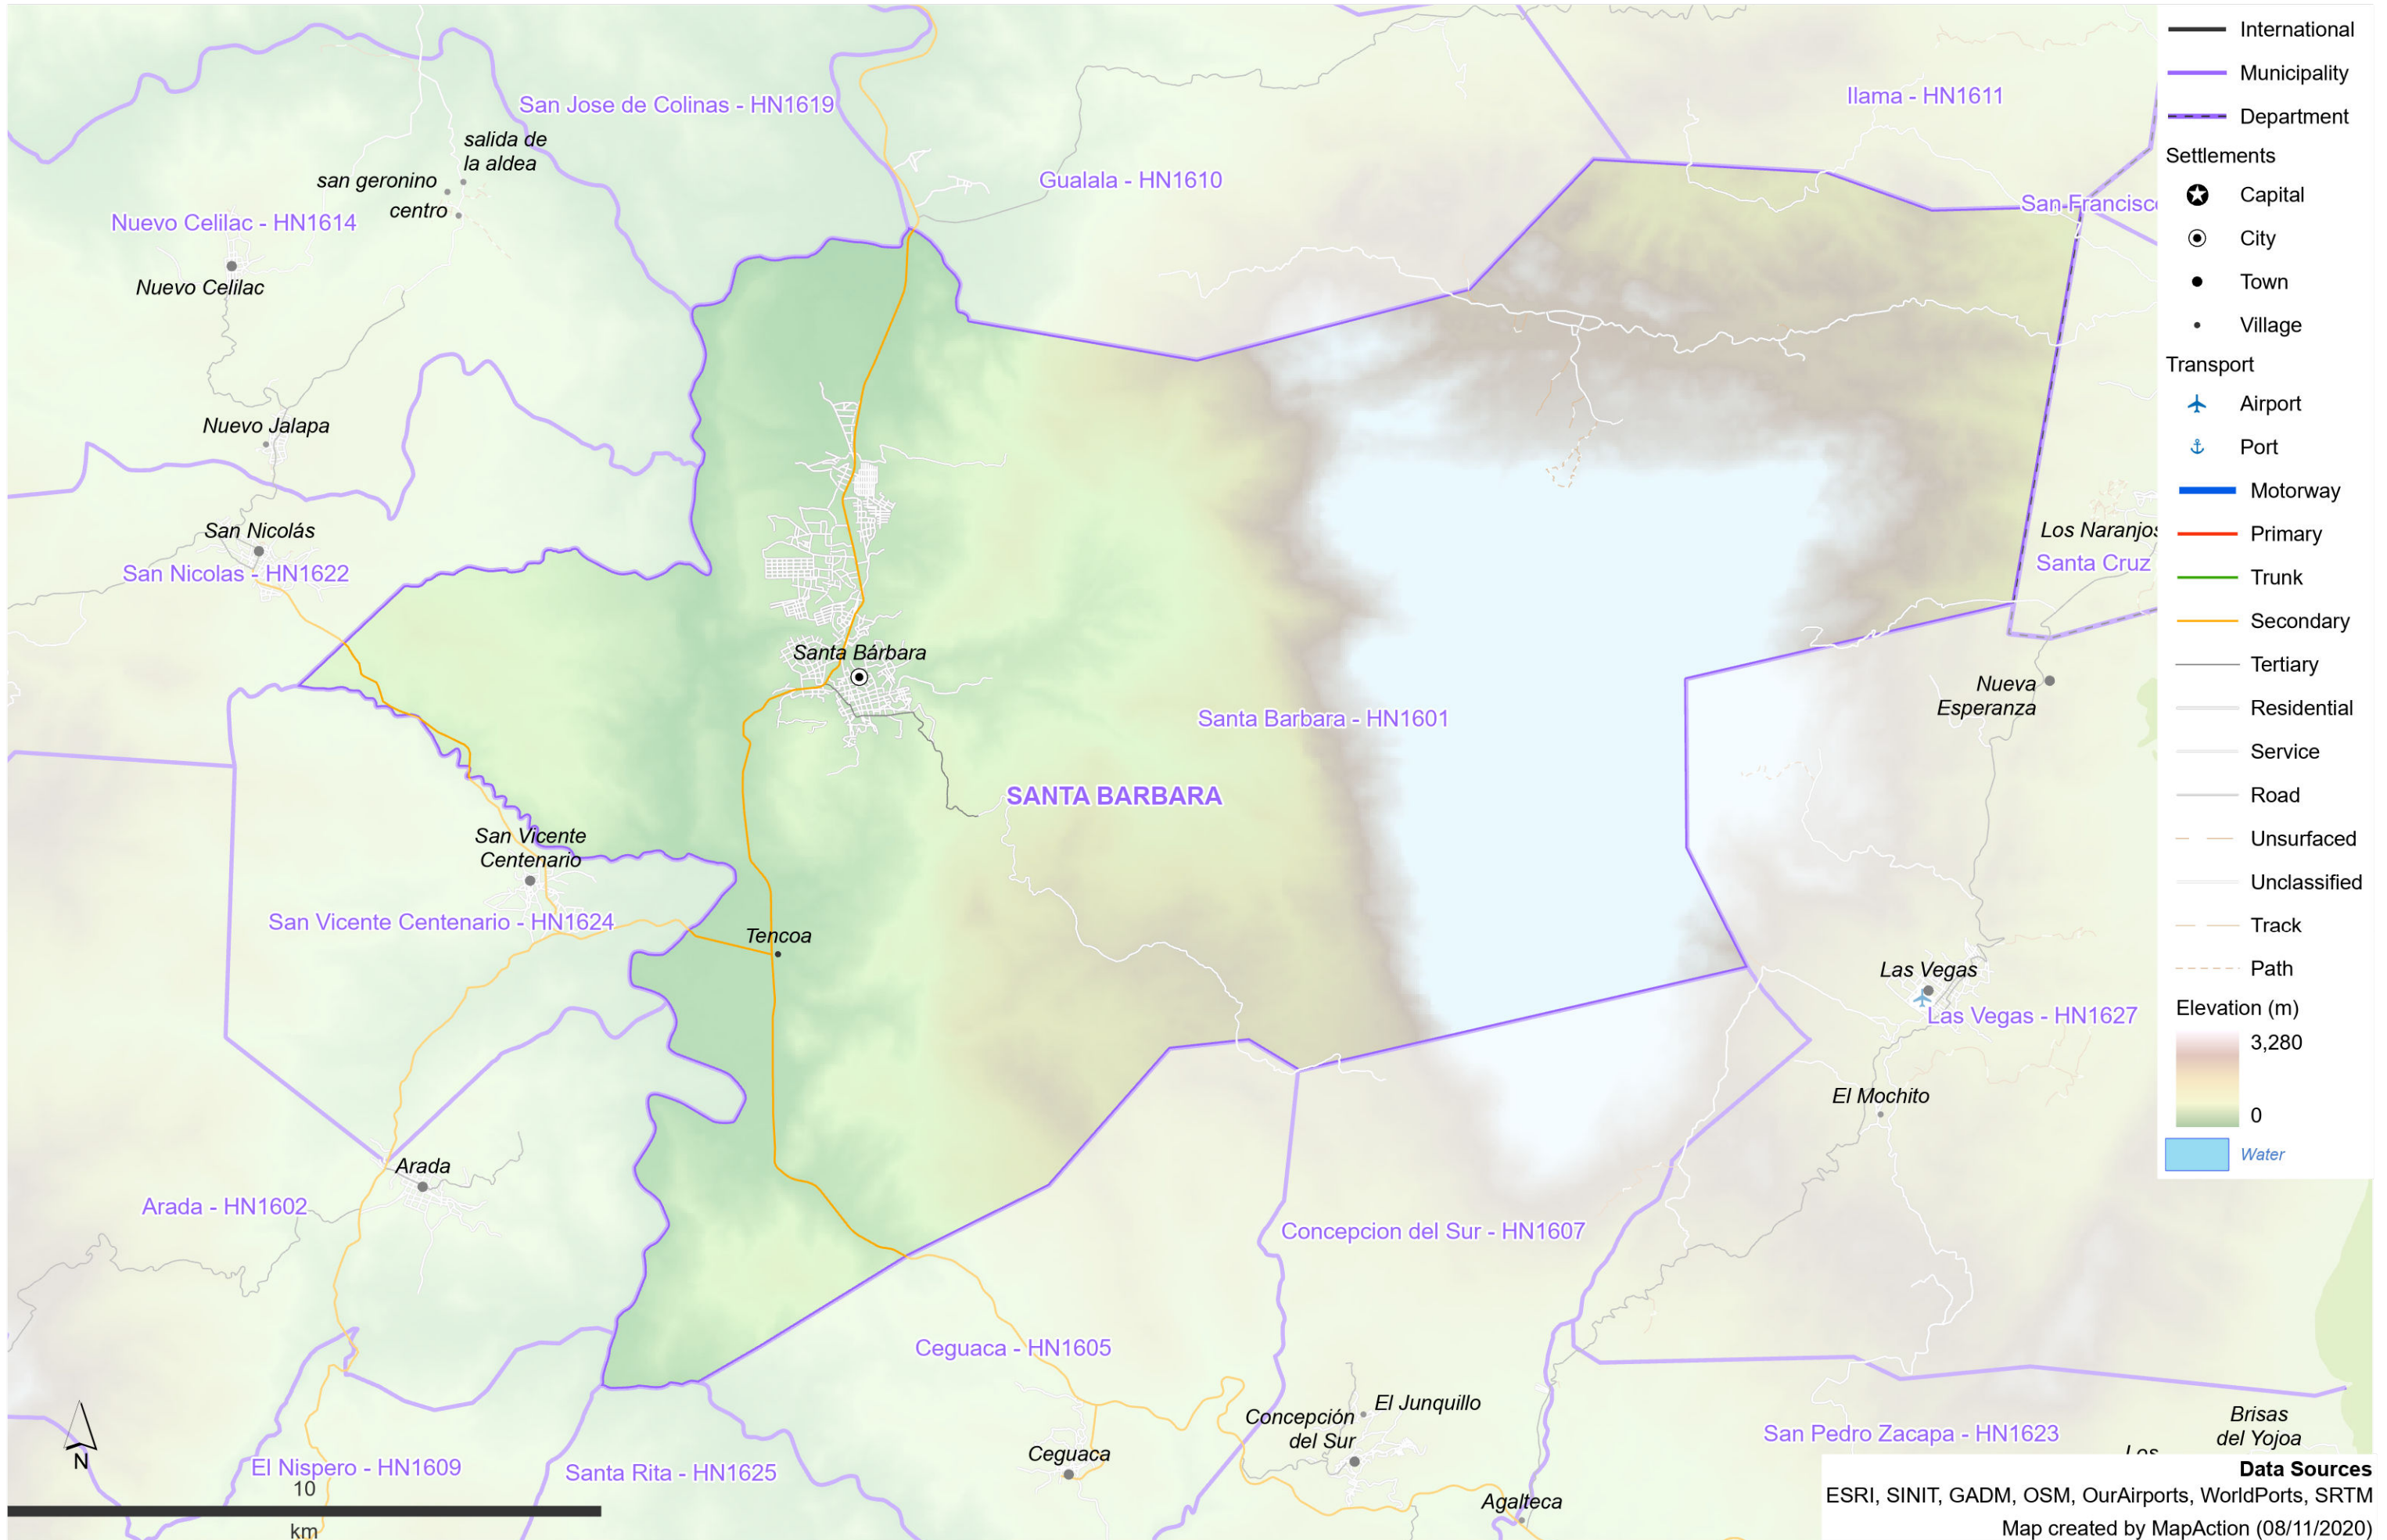 San Jose de Colinas - HN1619
Ilama - HN1611
salida de
la aldea
san geronino
centro
Gualala - HN1610
Nuevo Celilac - HN1614
Nuevo Celilac
San Francisco
Nuevo Jalapa
San Nicolás
San Nicolas - HN1622
Los Naranjos
Santa Cruz
Santa Bárbara
Nueva
Esperanza
Santa Barbara - HN1601
SANTA BARBARA
San Vicente
Centenario
San Vicente Centenario - HN1624
Tencoa
Las Vegas
Las Vegas - HN1627
El Mochito
Arada
Arada - HN1602
Concepcion del Sur - HN1607
Ceguaca - HN1605
El Junquillo
Concepción
del Sur
Ceguaca
San Pedro Zacapa - HN1623
Brisas
del Yojoa
Los
El Nispero - HN1609
Santa Rita - HN1625
Agalteca
N
10
km
International
Municipality
Department
Settlements
Capital
City
Town
Village
Transport
Airport
Port
Motorway
Primary
Trunk
Secondary
Tertiary
Residential
Service
Road
Unsurfaced
Unclassified
Track
Path
Elevation (m)
3,280
0
Water
Data Sources
ESRI, SINIT, GADM, OSM, OurAirports, WorldPorts, SRTM
Map created by MapAction (08/11/2020)